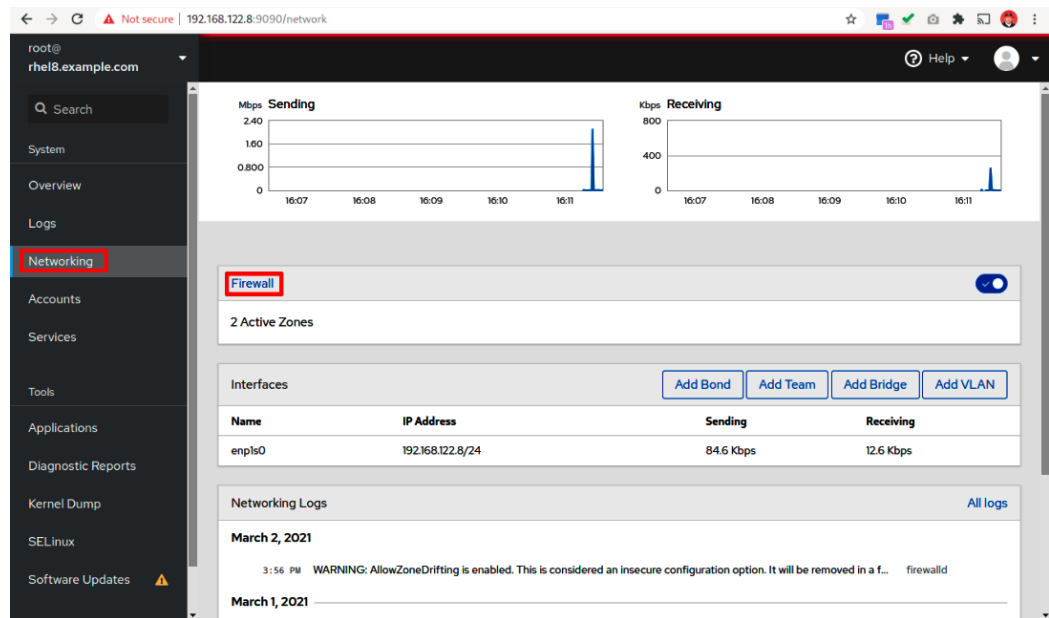 Not secure | 192.168.122.8:9090/network
15
root@
rhel8.example.com
Help
Search
System
Overview
Logs
Networking
Accounts
Services
Tools
Applications
Diagnostic Reports
Kernel Dump
SELinux
Software Updates
Mbps Sending
2.40
1.60
0.800
0
16:07 16:08 16:09 16:10 16:11
Kbps Receiving
800
400
0
16:07 16:08 16:09 16:10 16:11
Firewall
2 Active Zones
Interfaces Add Bond Add Team Add Bridge Add VLAN
Name IP Address Sending Receiving
enp1s0 192.168.122.8/24 84.6 Kbps 12.6 Kbps
Networking Logs All logs
March 2, 2021
3:56 PM WARNING: AllowZoneDrifting is enabled. This is considered an insecure configuration option. It will be removed in a f... firewalld
March 1, 2021